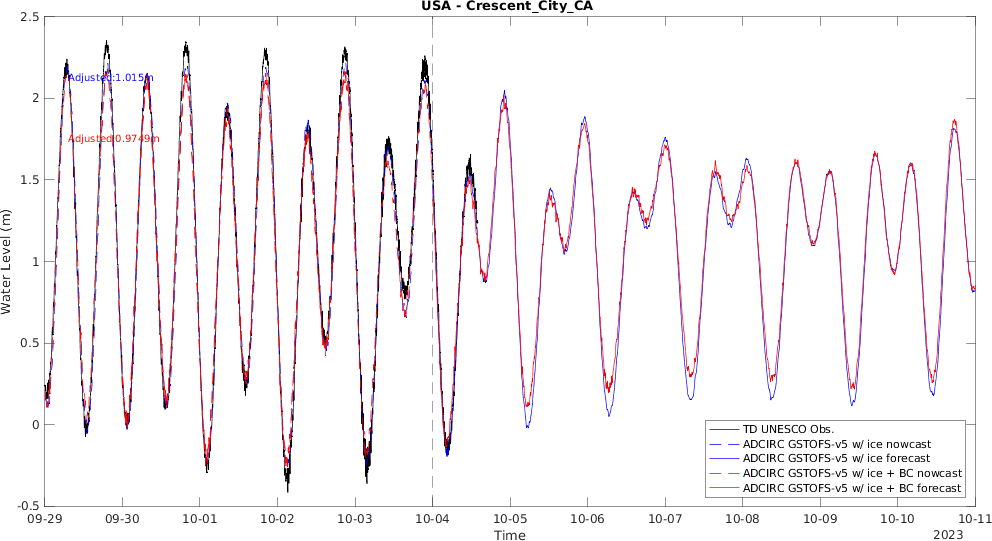 USA - Crescent_City_CA
2.5
2
1.5
1
0.5
0
-0.5
Water Level (m)
Adjusted:1.015m
Adjusted:0.9749m
TD UNESCO Obs.
ADCIRC GSTOFS-v5 w/ ice nowcast
ADCIRC GSTOFS-v5 w/ ice forecast
ADCIRC GSTOFS-v5 w/ ice + BC nowcast
ADCIRC GSTOFS-v5 w/ ice + BC forecast
09-29 09-30 10-01 10-02 10-03 10-04 10-05 10-06 10-07 10-08 10-09 10-10 10-11
Time
2023